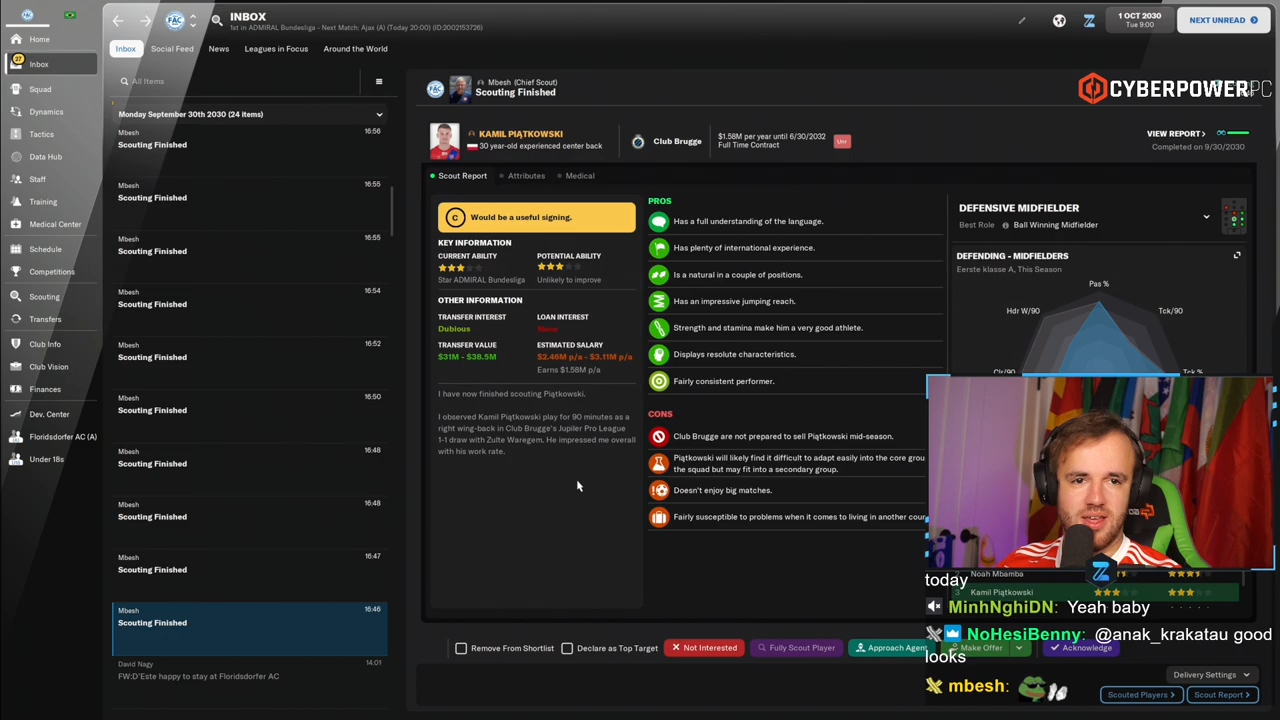 INBOX
1st in ADMIRAL Bundesliga - Next Match: Ajax (A) (Tuesday 20:00) (ID:2002153726)
1 OCT 2030
Tue 9:00
NEXT UNREAD
Home
27
Inbox
Squad
Dynamics
Tactics
Data Hub
Staff
Training
Medical Center
Schedule
Competitions
Scouting
Transfers
Club Info
Club Vision
Finances
Dev. Center
Floridsdorfer AC (A)
Under 18s
Inbox
Social Feed
News
Leagues in Focus
Around the World
All Items
Monday September 30th 2030 (24 items)
Mbesh 16:56
Scouting Finished
Mbesh 16:55
Scouting Finished
Mbesh 16:55
Scouting Finished
Mbesh 16:54
Scouting Finished
Mbesh 16:52
Scouting Finished
Mbesh 16:50
Scouting Finished
Mbesh 16:48
Scouting Finished
Mbesh 16:48
Scouting Finished
Mbesh 16:47
Scouting Finished
Mbesh 16:46
Scouting Finished
David Nagy 14:01
FW:D'Este happy to stay at Floridsdorfer AC
Mbesh (Chief Scout)
Scouting Finished
CYBERPOWERPC
KAMIL PIĄTKOWSKI
30 year-old experienced center back
Club Brugge
$1.58M per year until 6/30/2032
Full Time Contract
Unr
VIEW REPORT>
Completed on 9/30/2030
Scout Report
Attributes
Medical
C
Would be a useful signing.
KEY INFORMATION
CURRENT ABILITY
POTENTIAL ABILITY
Star ADMIRAL Bundesliga
Unlikely to improve
OTHER INFORMATION
TRANSFER INTEREST
LOAN INTEREST
Dubious
None
TRANSFER VALUE
ESTIMATED SALARY
$31M - $38.5M
$2.46M p/a - $3.11M p/a
Earns $1.58M p/a
I have now finished scouting Piątkowski.
I observed Kamil Piątkowski play for 90 minutes as a
right wing-back in Club Brugge's Jupiler Pro League
1-1 draw with Zulte Waregem. He impressed me overall
with his work rate.
PROS
Has a full understanding of the language.
Has plenty of international experience.
Is a natural in a couple of positions.
Has an impressive jumping reach.
Strength and stamina make him a very good athlete.
Displays resolute characteristics.
Fairly consistent performer.
CONS
Club Brugge are not prepared to sell Piątkowski mid-season.
Piątkowski will likely find it difficult to adapt easily into the core grou
the squad but may fit into a secondary group.
Doesn't enjoy big matches.
Fairly susceptible to problems when it comes to living in another coun
DEFENSIVE MIDFIELDER
Best Role
Ball Winning Midfielder
DEFENDING - MIDFIELDERS
Eerste klasse A, This Season
Pas %
Hdr W/90
Tck/90
Clr/90
Tck %
Noah Mbamba
3 Kamil Piątkowski
today
MinhNghiDN: Yeah baby
NoHesiBenny: @anak_krakatau good
looks
mbesh:
Remove From Shortlist
Declare as Top Target
Not Interested
Fully Scout Player
Approach Agent
Make Offer
Acknowledge
Delivery Settings
Scouted Players >
Scout Report >